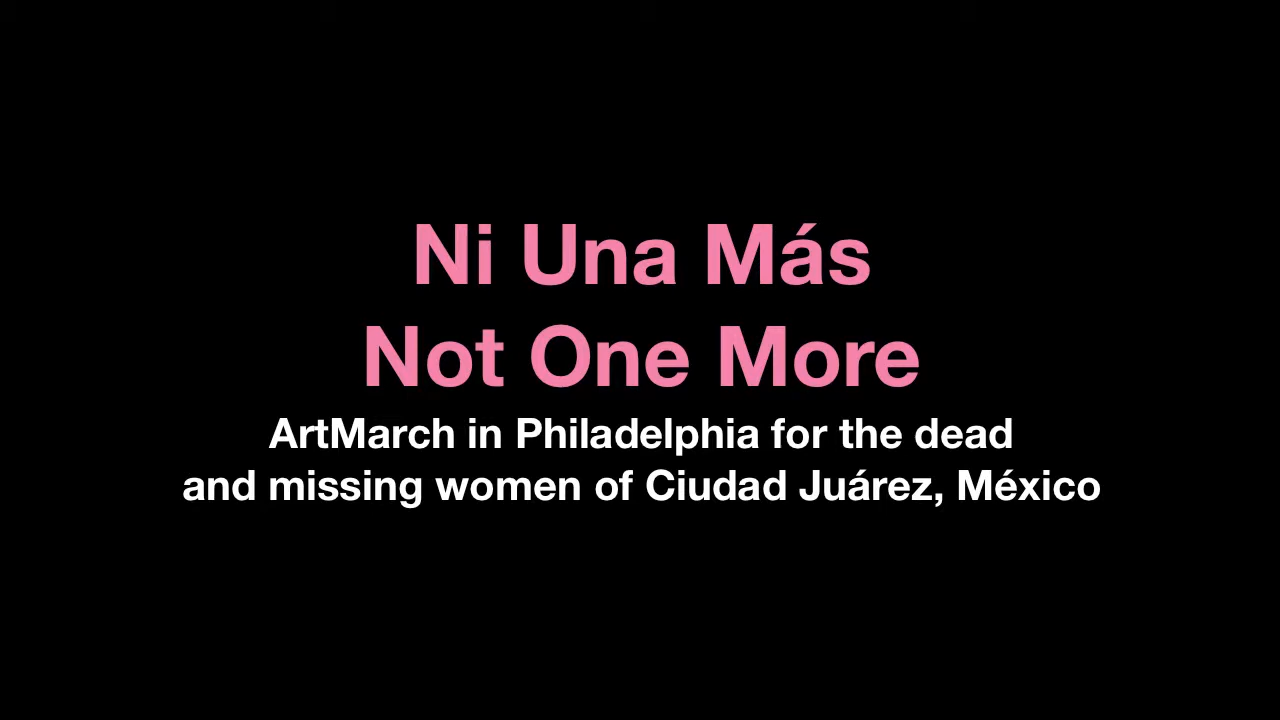 Ni Una Más
Not One More
ArtMarch in Philadelphia for the dead
and missing women of Ciudad Juárez, México